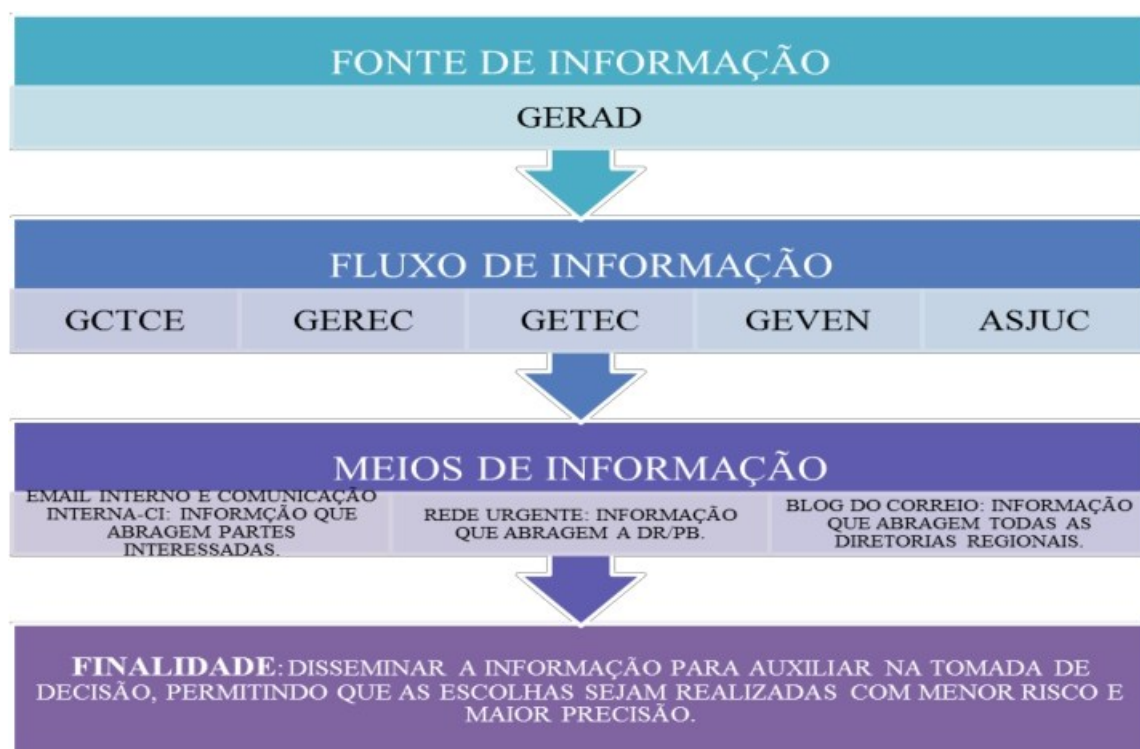 FONTE DE INFORMAÇÃO
GERAD
FLUXO DE INFORMAÇÃO
GCTCE GEREC GETEC GEVEN ASJUC
MEIOS DE INFORMAÇÃO
EMAIL INTERNO E COMUNICAÇÃO
INTERNA-CI: INFORMÇÃO QUE
ABRAGEM PARTES
INTERESSADAS.
REDE URGENTE: INFORMAÇÃO
QUE ABRAGEM A DR/PB.
BLOG DO CORREIO: INFORMAÇÃO
QUE ABRAGEM TODAS AS
DIRETORIAS REGIONAIS.
FINALIDADE: DISSEMINAR A INFORMAÇÃO PARA AUXILIAR NA TOMADA DE
DECISÃO, PERMITINDO QUE AS ESCOLHAS SEJAM REALIZADAS COM MENOR RISCO E
MAIOR PRECISÃO.